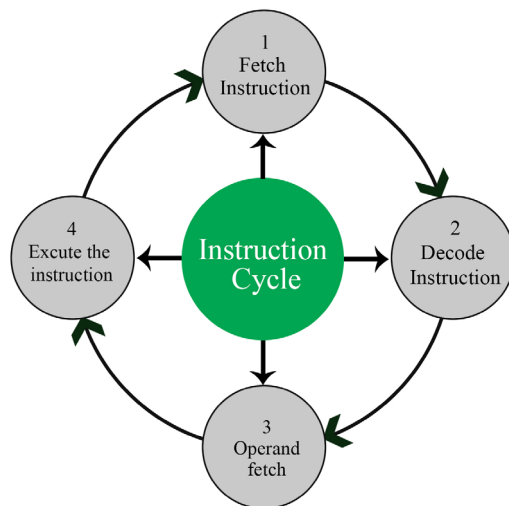 1
Fetch
Instruction
2
Decode
Instruction
3
Operand
fetch
4
Excute the
instruction
Instruction
Cycle